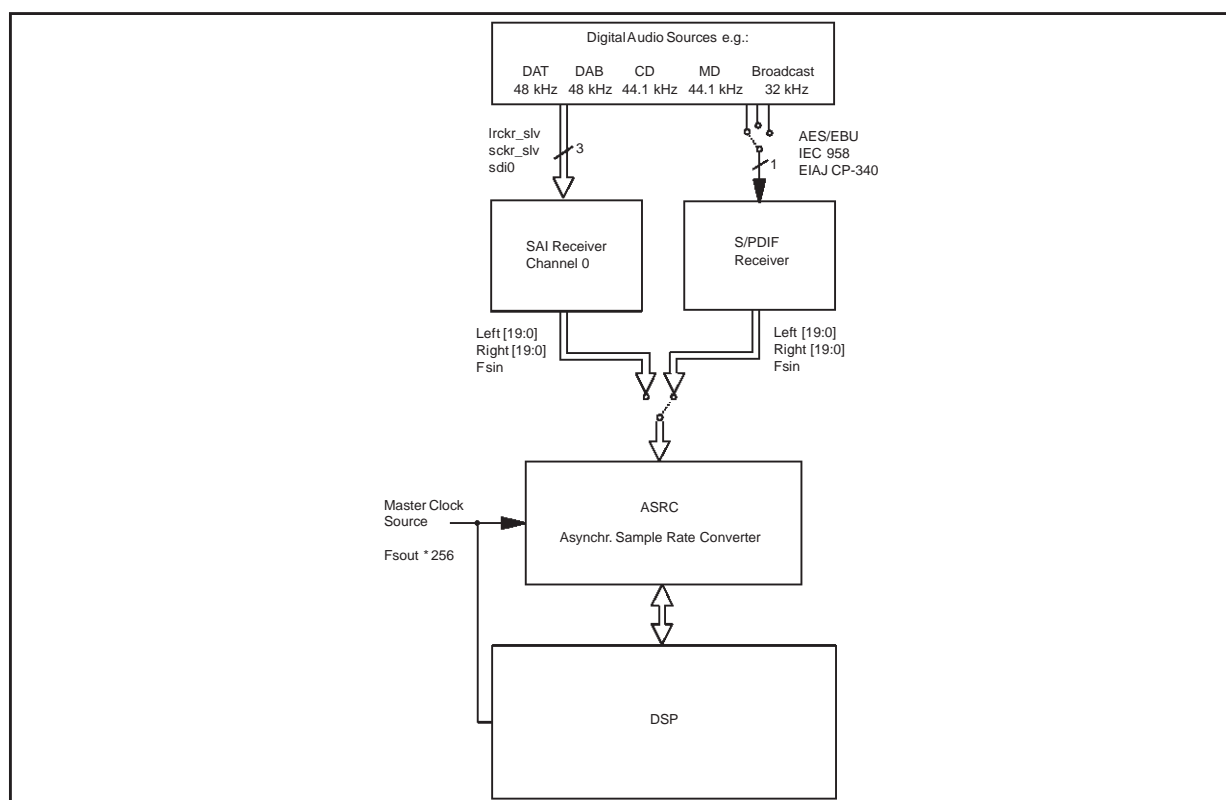 Digital Audio Sources e.g.:
DAT DAB CD MD Broadcast
48 kHz 48 kHz 44.1 kHz 44.1 kHz 32 kHz
lrckr_slv
sckr_slv
sdi0
3
AES/EBU
IEC 958
EIAJ CP-340
1
SAI Receiver
Channel 0
S/PDIF
Receiver
Left [19:0]
Right [19:0]
Fsin
Left [19:0]
Right [19:0]
Fsin
Master Clock
Source
Fsout * 256
ASRC
Asynchr. Sample Rate Converter
DSP